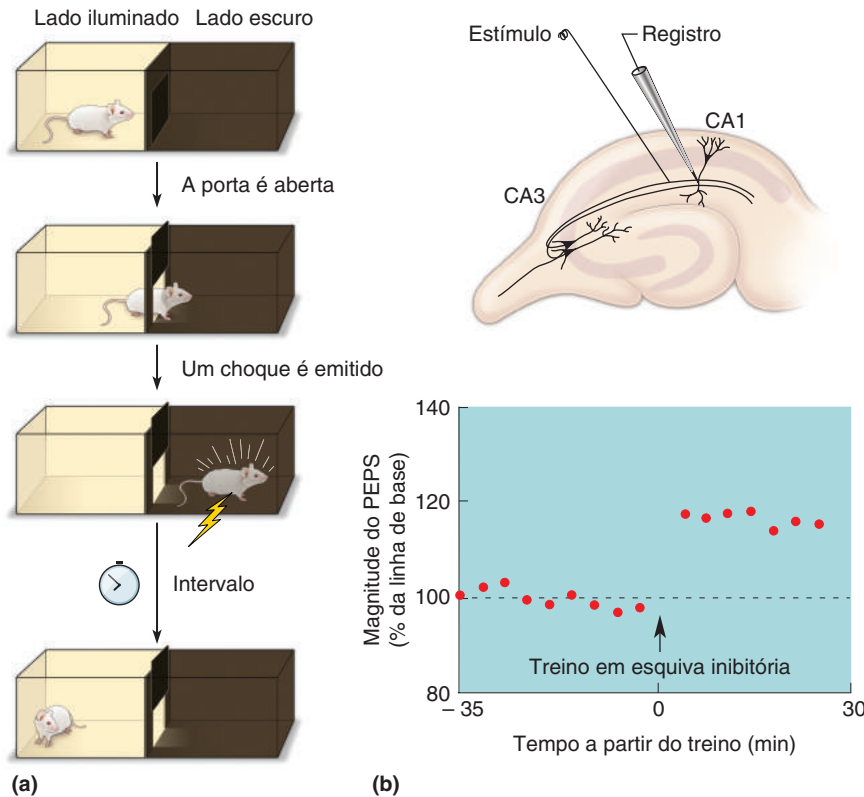 Lado iluminado
Lado escuro
A porta é aberta
Um choque é emitido
Intervalo
(a)
Estímulo
Registro
CA1
CA3
Magnitude do PEPS
(% da linha de base)
140
120
100
80
Treino em esquiva inibitória
– 35
0
30
Tempo a partir do treino (min)
(b)